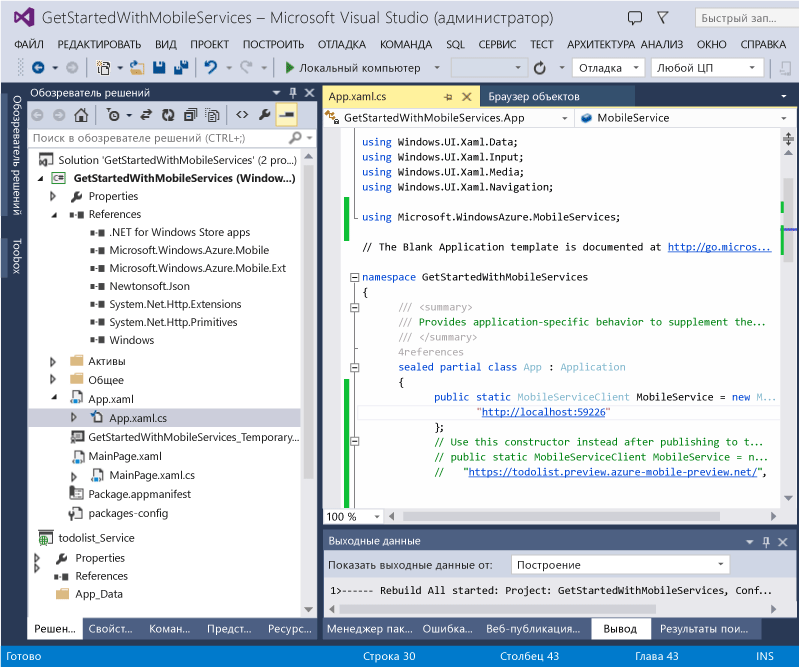 GetStartedWithMobileServices – Microsoft Visual Studio (администратор)
Быстрый зап...
ФАЙЛ РЕДАКТИРОВАТЬ ВИД ПРОЕКТ ПОСТРОИТЬ ОТЛАДКА КОМАНДА SQL СЕРВИС ТЕСТ АРХИТЕКТУРА АНАЛИЗ ОКНО СПРАВКА
Локальный компьютер
Отладка
Любой ЦП
Обозреватель решений
Toolbox
Обозреватель решений
Поиск в обозревателе решений (CTRL+;)
Solution 'GetStartedWithMobileServices' (2 pro...)
C# GetStartedWithMobileServices (Window...)
Properties
References
.NET for Windows Store apps
Microsoft.Windows.Azure.Mobile
Microsoft.Windows.Azure.Mobile.Ext
Newtonsoft.Json
System.Net.Http.Extensions
System.Net.Http.Primitives
Windows
Активы
Общее
App.xaml
App.xaml.cs
GetStartedWithMobileServices_Temporary...
MainPage.xaml
MainPage.xaml.cs
Package.appmanifest
packages-config
todolist_Service
Properties
References
App_Data
Решен... Свойст... Коман... Предст... Ресурс...
App.xaml.cs
Браузер объектов
GetStartedWithMobileServices.App
MobileService
using Windows.UI.Xaml.Data;
using Windows.UI.Xaml.Input;
using Windows.UI.Xaml.Media;
using Windows.UI.Xaml.Navigation;
using Microsoft.WindowsAzure.MobileServices;
// The Blank Application template is documented at http://go.micros...
namespace GetStartedWithMobileServices
{
/// <summary>
/// Provides application-specific behavior to supplement the...
/// </summary>
4references
sealed partial class App : Application
{
public static MobileServiceClient MobileService = new M...
"http://localhost:59226"
};
// Use this constructor instead after publishing to t...
// public static MobileServiceClient MobileService = n...
// "https://todolist.preview.azure-mobile-preview.net/",
100 %
Выходные данные
Показать выходные данные от: Построение
1>------ Rebuild All started: Project: GetStartedWithMobileServices, Conf...
Менеджер пак... Ошибка... Веб-публикация... Вывод Результаты пои...
Готово Строка 30 Столбец 43 Глава 43 INS